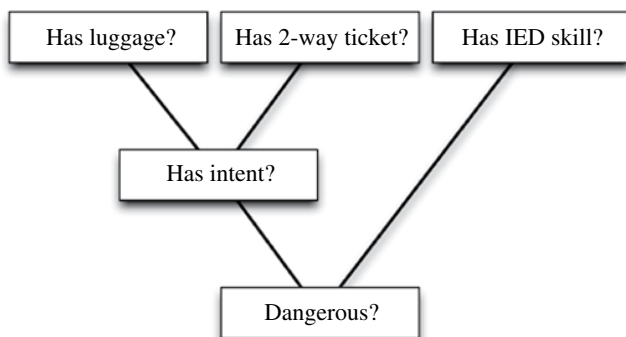 Has luggage?
Has 2-way ticket?
Has IED skill?
Has intent?
Dangerous?